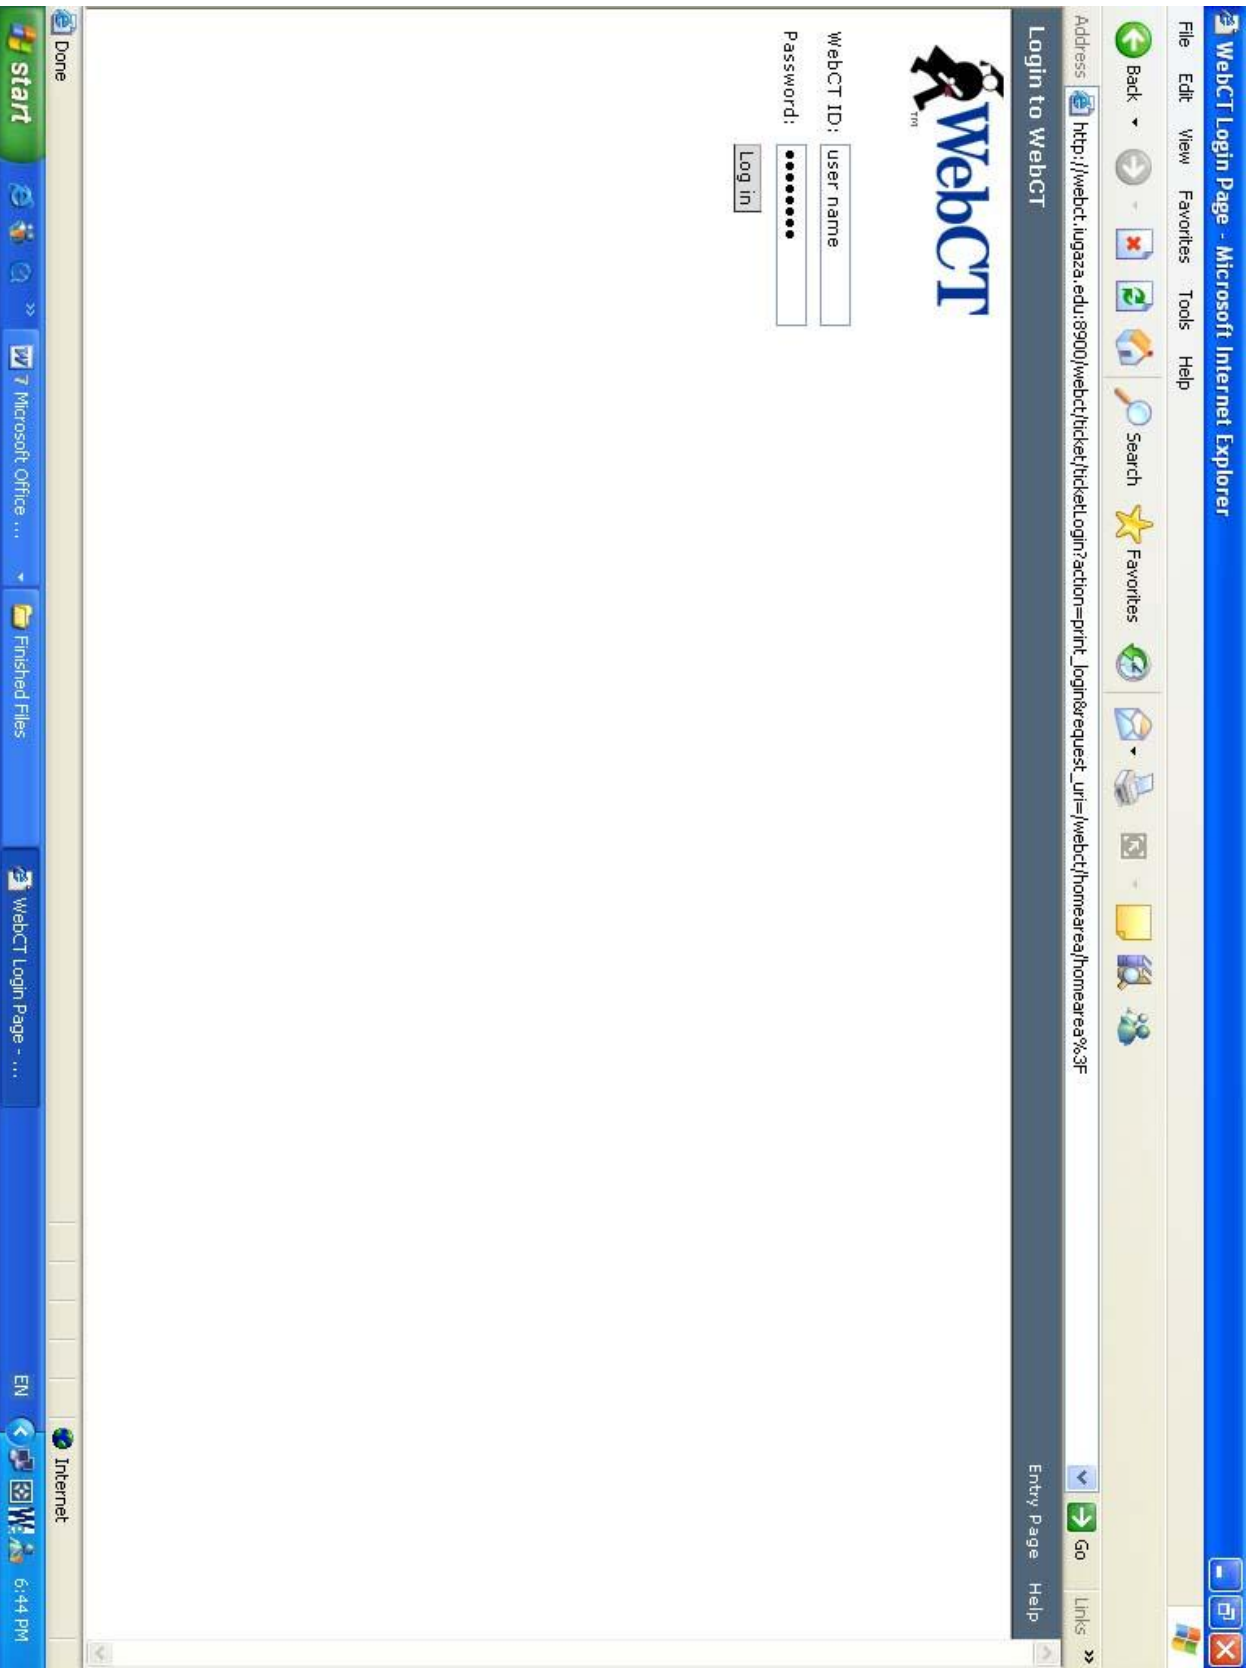 WebCT Login Page - Microsoft Internet Explorer
File Edit View Favorites Tools Help
Back Search Favorites
Address http://webct.iugaza.edu:8900/webct/ticket/ticketLogin?action=print_login&request_uri=/webct/homearea/homearea%3F Go Links »
Login to WebCT Entry Page Help
WebCT™
WebCT ID: user name
Password: ••••••••
Log in
Done Internet
start » 7 Microsoft Office ... Finished Files WebCT Login Page - ... EN 6:44 PM